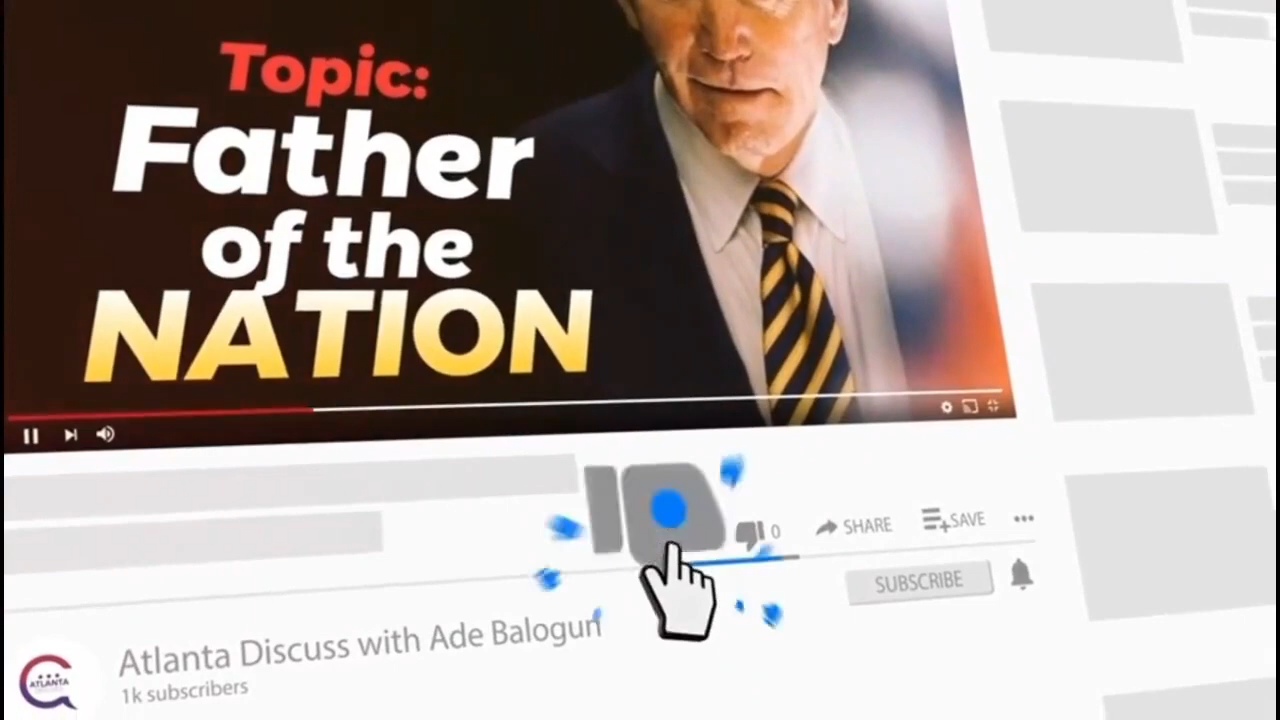 Topic:
Father
of the
NATION
0
SHARE
SAVE
SUBSCRIBE
Atlanta Discuss with Ade Balogun
1k subscribers
ATLANTA